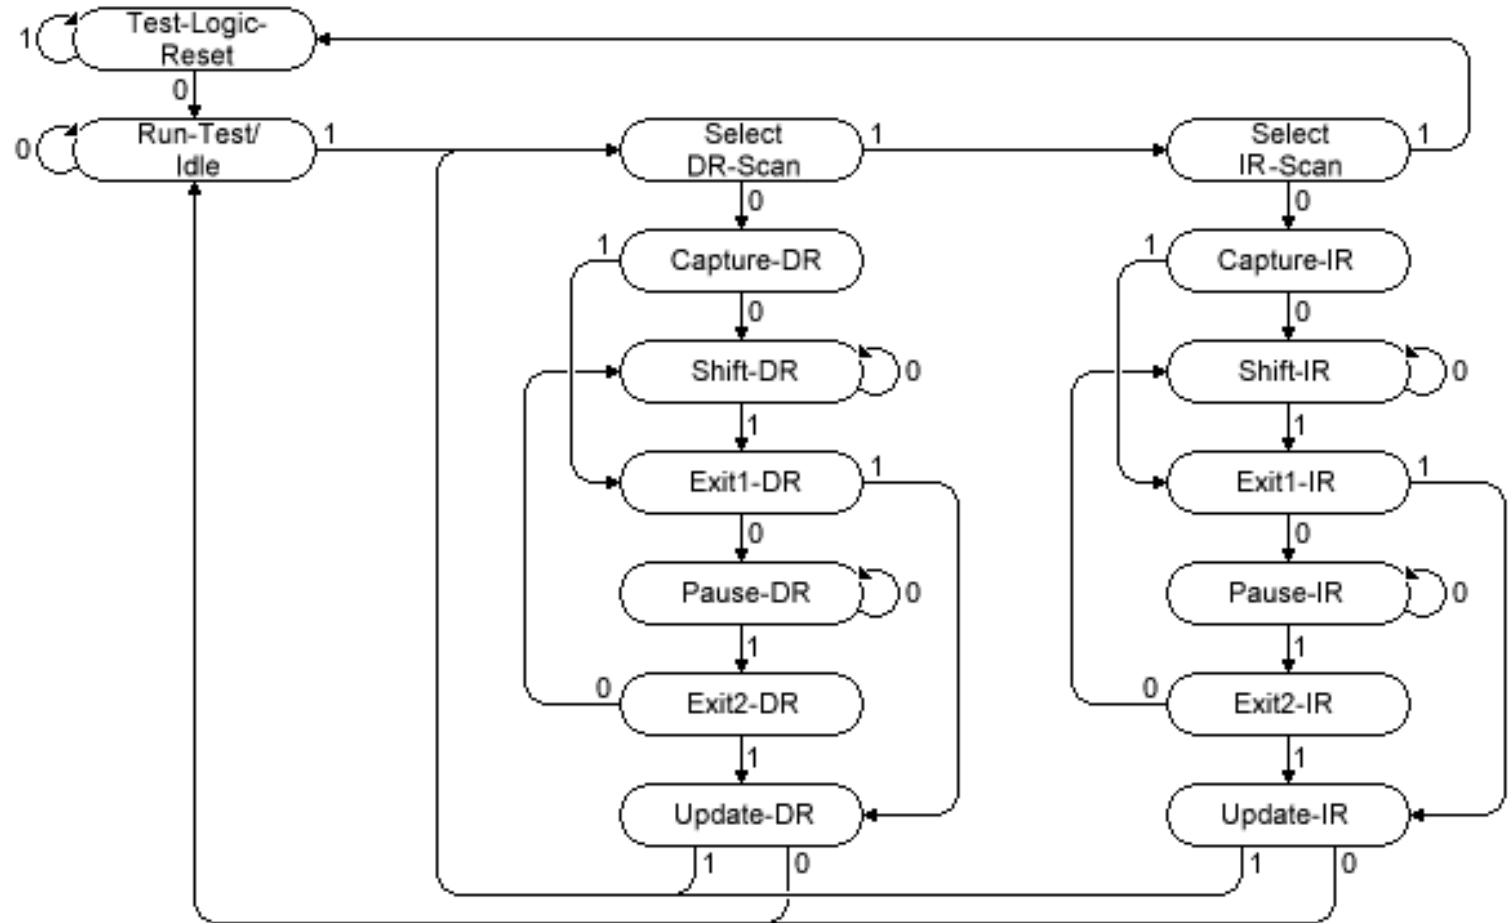 Test-Logic-
Reset
1
0
Run-Test/
Idle
0
1
Select
DR-Scan
1
0
Select
IR-Scan
1
0
Capture-DR
1
0
Capture-IR
1
0
Shift-DR
0
1
Shift-IR
0
1
Exit1-DR
1
0
Exit1-IR
1
0
Pause-DR
0
1
Pause-IR
0
1
Exit2-DR
0
1
Exit2-IR
0
1
Update-DR
1
0
Update-IR
1
0